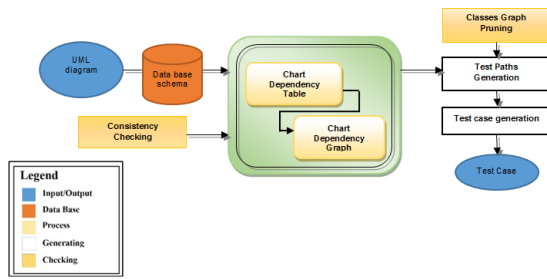 UML
diagram
Data base
schema
Consistency
Checking
Chart
Dependency
Table
Chart
Dependency
Graph
Classes Graph
Pruning
Test Paths
Generation
Test case generation
Test Case
Legend
Input/Output
Data Base
Process
Generating
Checking